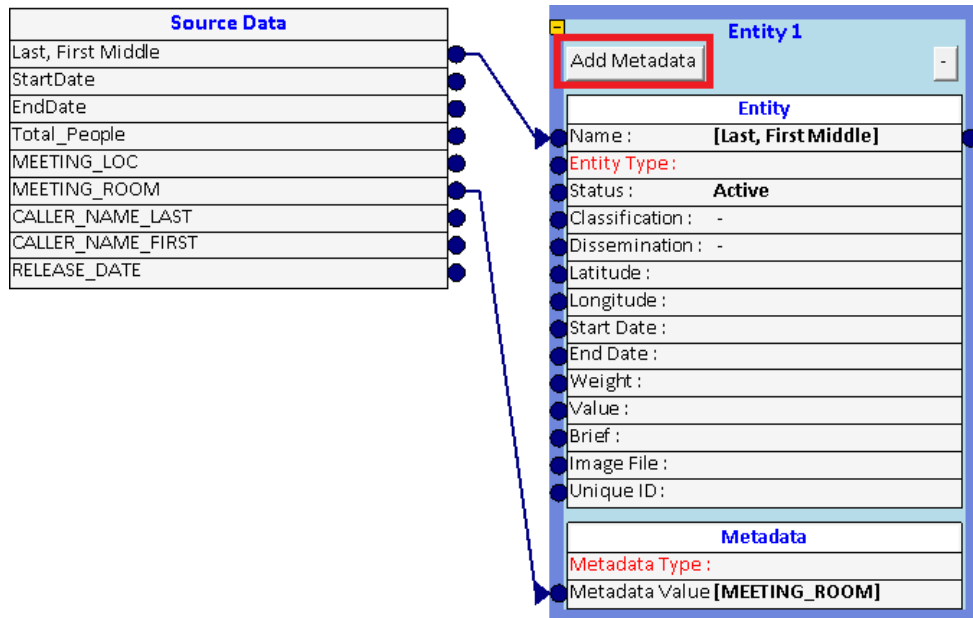 Source Data
Last, First Middle
StartDate
EndDate
Total_People
MEETING_LOC
MEETING_ROOM
CALLER_NAME_LAST
CALLER_NAME_FIRST
RELEASE_DATE
Entity 1
Add Metadata
-
Entity
Name : [Last, First Middle]
Entity Type :
Status : Active
Classification : -
Dissemination : -
Latitude :
Longitude :
Start Date :
End Date :
Weight :
Value :
Brief :
Image File :
Unique ID :
Metadata
Metadata Type :
Metadata Value [MEETING_ROOM]